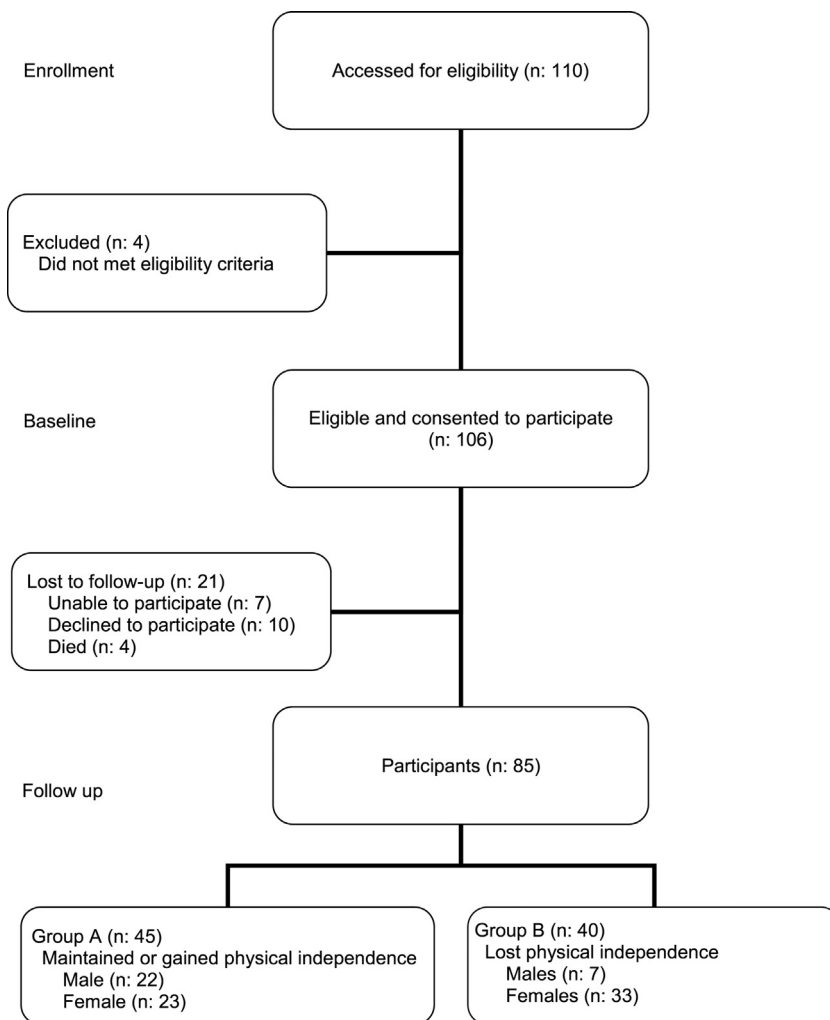 Enrollment
Accessed for eligibility (n: 110)
Excluded (n: 4)
Did not met eligibility criteria
Baseline
Eligible and consented to participate
(n: 106)
Lost to follow-up (n: 21)
Unable to participate (n: 7)
Declined to participate (n: 10)
Died (n: 4)
Participants (n: 85)
Follow up
Group A (n: 45)
Maintained or gained physical independence
Male (n: 22)
Female (n: 23)
Group B (n: 40)
Lost physical independence
Males (n: 7)
Females (n: 33)